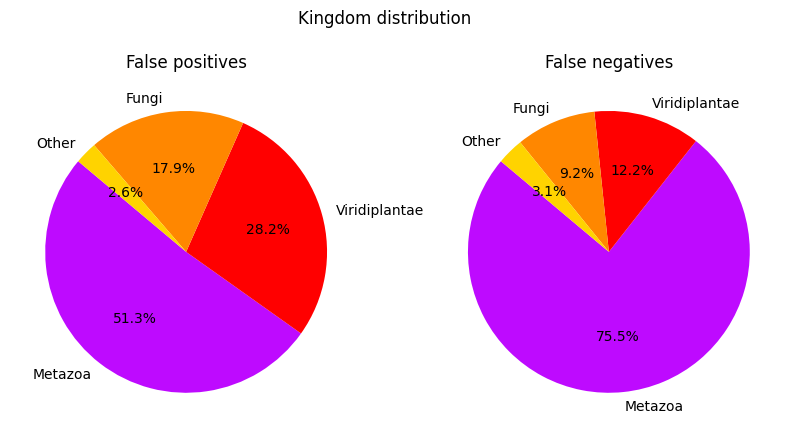 Kingdom distribution
False positives
Fungi
Other
17.9%
2.6%
Viridiplantae
28.2%
51.3%
Metazoa
False negatives
Viridiplantae
Fungi
Other
12.2%
9.2%
3.1%
75.5%
Metazoa